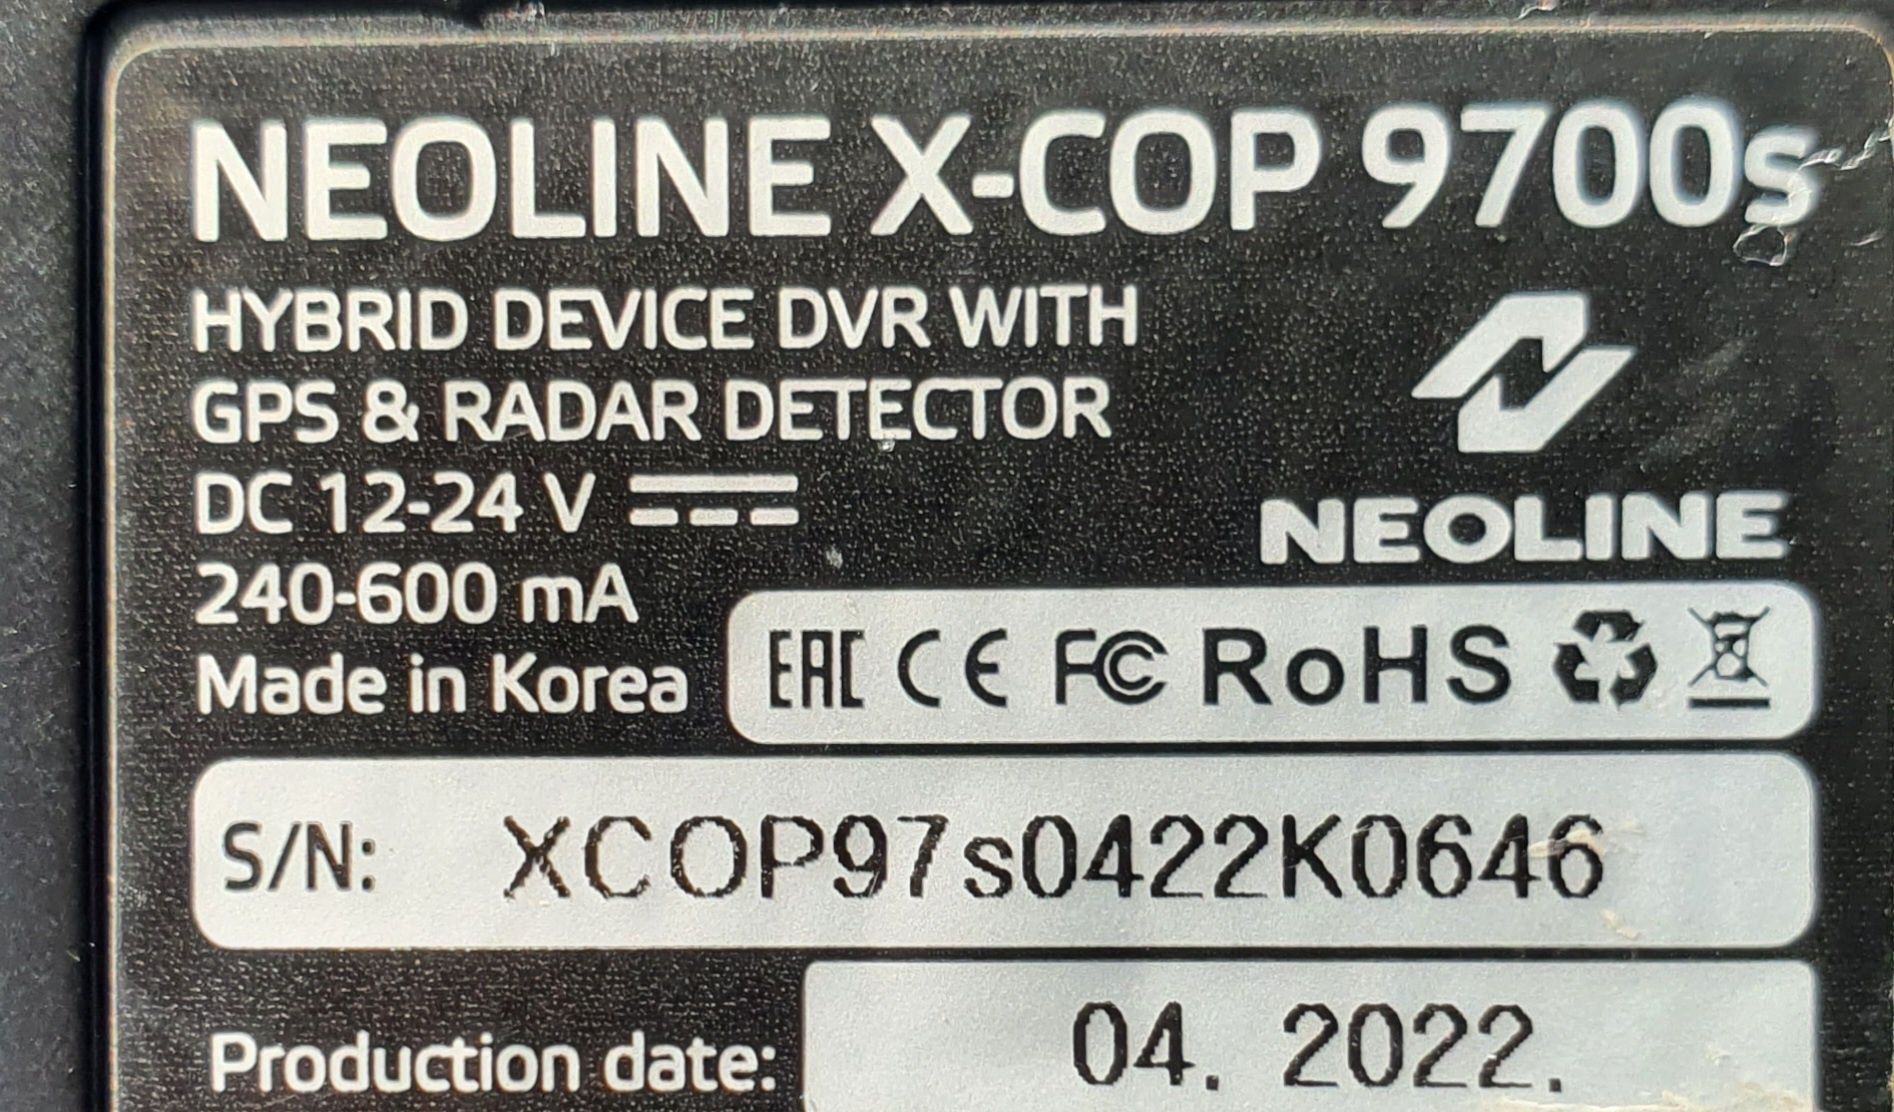 NEOLINE X-COP 9700s
HYBRID DEVICE DVR WITH
GPS & RADAR DETECTOR
DC 12-24 V
240-600 mA
Made in Korea
NEOLINE
EAC CE FC RoHS
S/N: XCOP97s0422K0646
Production date: 04. 2022.